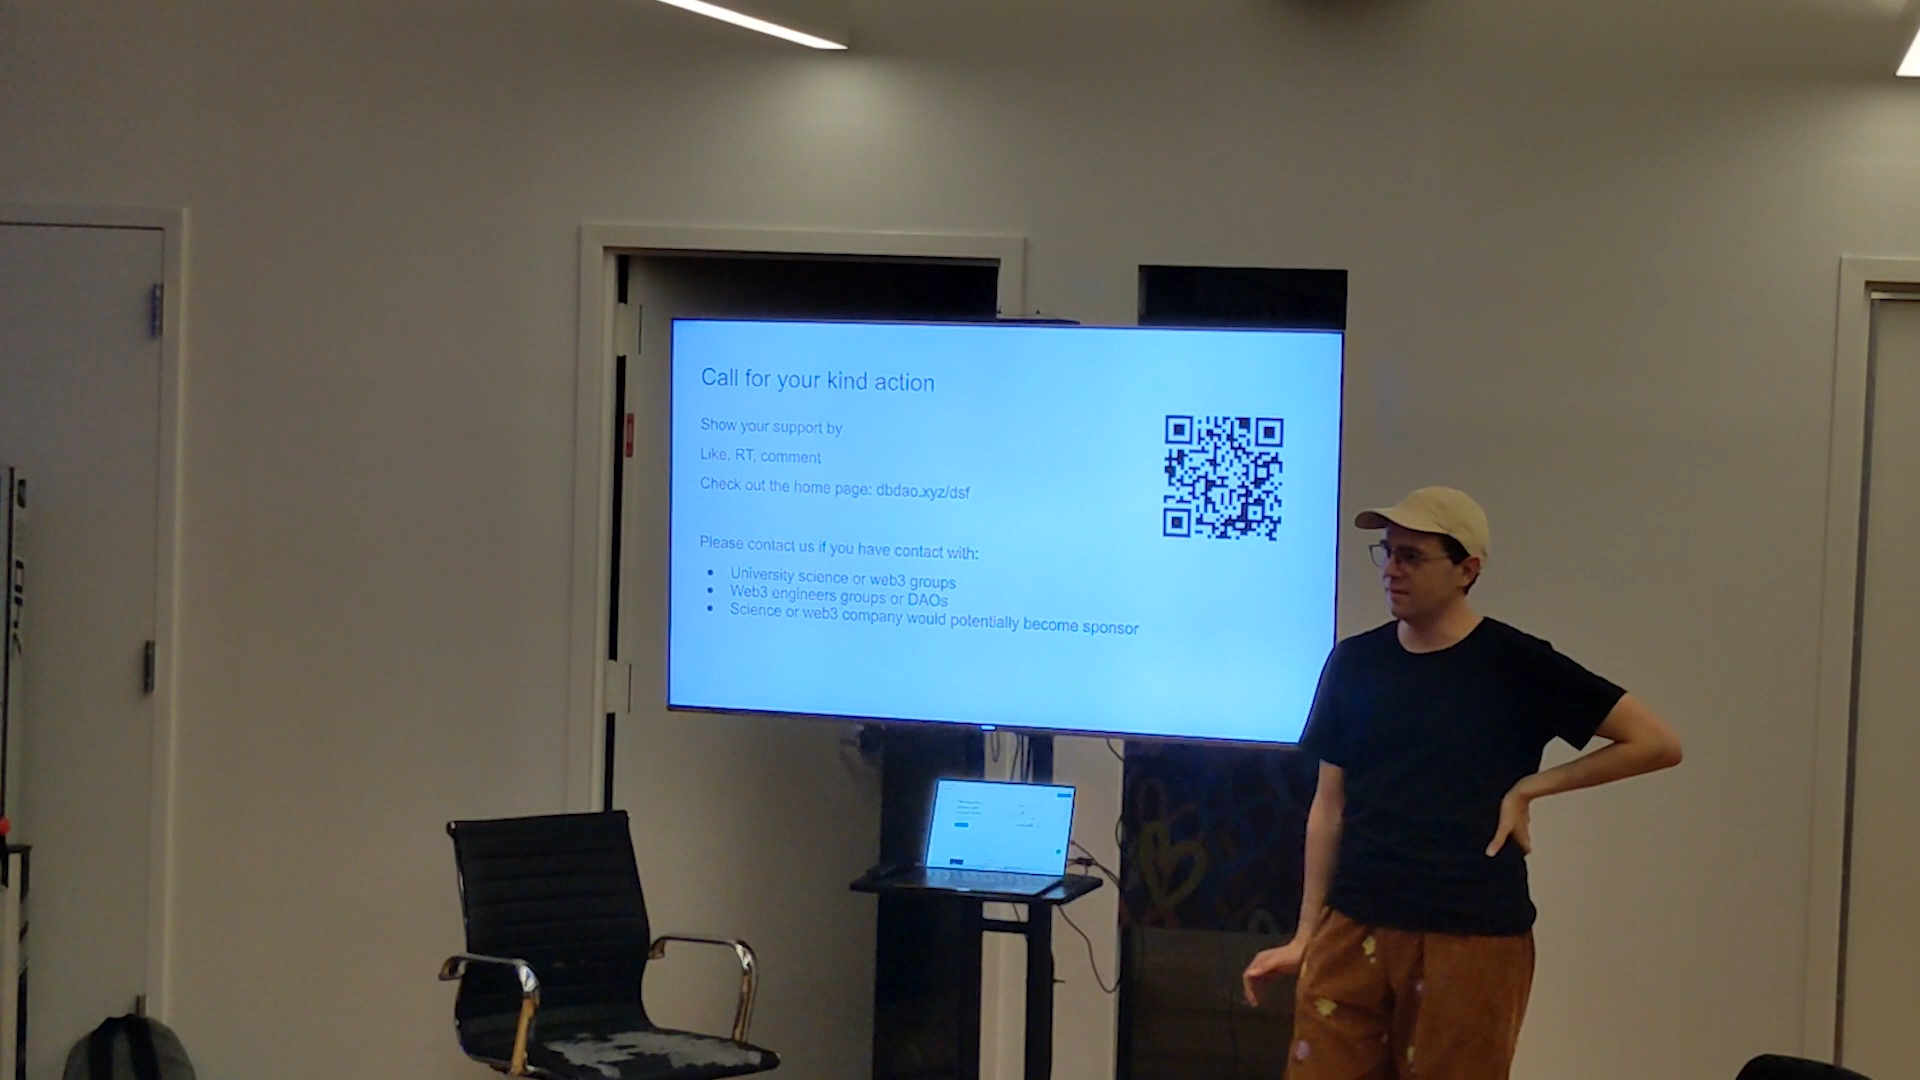 Call for your kind action
Show your support by
Like, RT, comment
Check out the home page: dbdao.xyz/dsf
Please contact us if you have contact with:
• University science or web3 groups
• Web3 engineers groups or DAOs
• Science or web3 company would potentially become sponsor